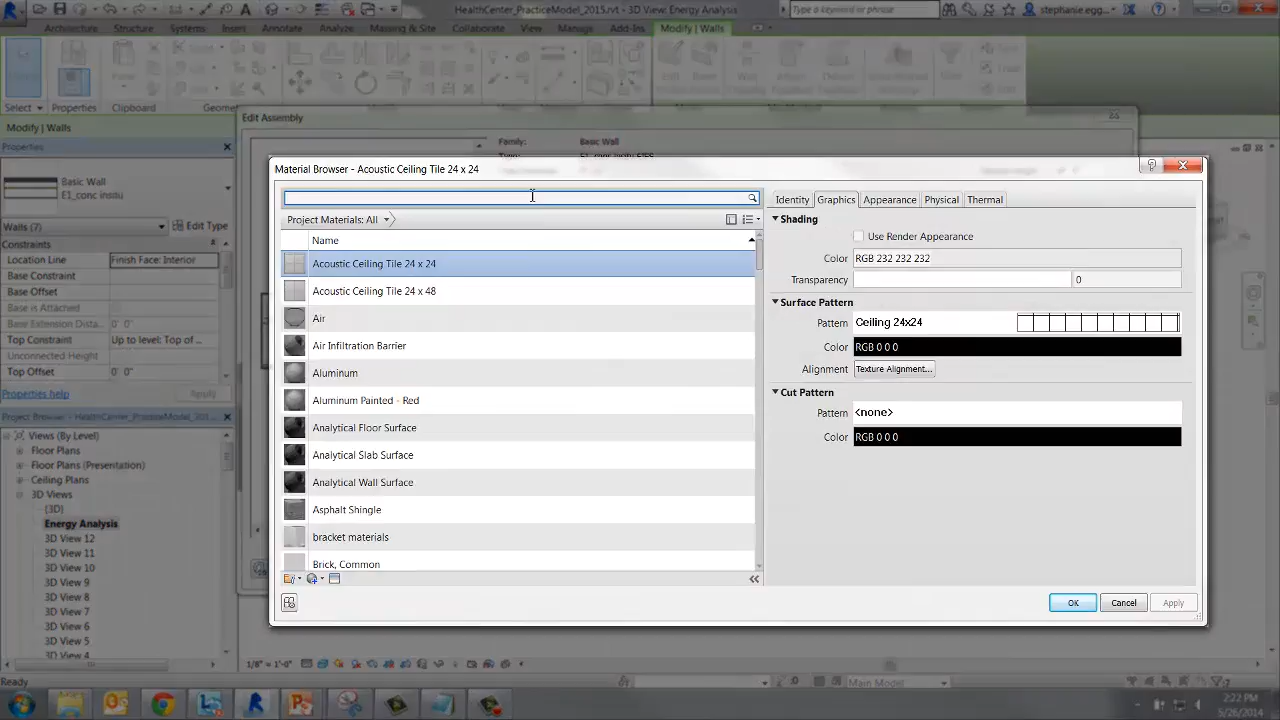 HealthCenter_PracticeModel_2015.rvt - 3D View: Energy Analysis
Type a keyword or phrase
stephanie.egg...
Architecture Structure Systems Insert Annotate Analyze Massing & Site Collaborate View Manage Add-Ins Modify | Walls
Select Properties Clipboard
Modify | Walls
Edit Assembly
Properties
Family: Basic Wall
Basic Wall
E1_conc insitu
Walls (7) Edit Type
Constraints
Location Line Finish Face: Interior
Base Constraint
Base Offset
Base is Attached
Base Extension Dista... 0' 0"
Top Constraint Up to level: Top of ...
Unconnected Height
Top Offset 0' 0"
Properties help Apply
Project Browser - HealthCenter_PracticeModel_201...
Views (By Level)
Floor Plans
Floor Plans (Presentation)
Ceiling Plans
3D Views
{3D}
Energy Analysis
3D View 12
3D View 11
3D View 10
3D View 9
3D View 8
3D View 7
3D View 6
3D View 5
3D View 4
Material Browser - Acoustic Ceiling Tile 24 x 24
Project Materials: All
Name
Acoustic Ceiling Tile 24 x 24
Acoustic Ceiling Tile 24 x 48
Air
Air Infiltration Barrier
Aluminum
Aluminum Painted - Red
Analytical Floor Surface
Analytical Slab Surface
Analytical Wall Surface
Asphalt Shingle
bracket materials
Brick, Common
Identity Graphics Appearance Physical Thermal
Shading
Use Render Appearance
Color RGB 232 232 232
Transparency 0
Surface Pattern
Pattern Ceiling 24x24
Color RGB 0 0 0
Alignment Texture Alignment...
Cut Pattern
Pattern <none>
Color RGB 0 0 0
OK Cancel Apply
1/8" = 1'-0"
:0 Main Model
2:22 PM
5/26/2014